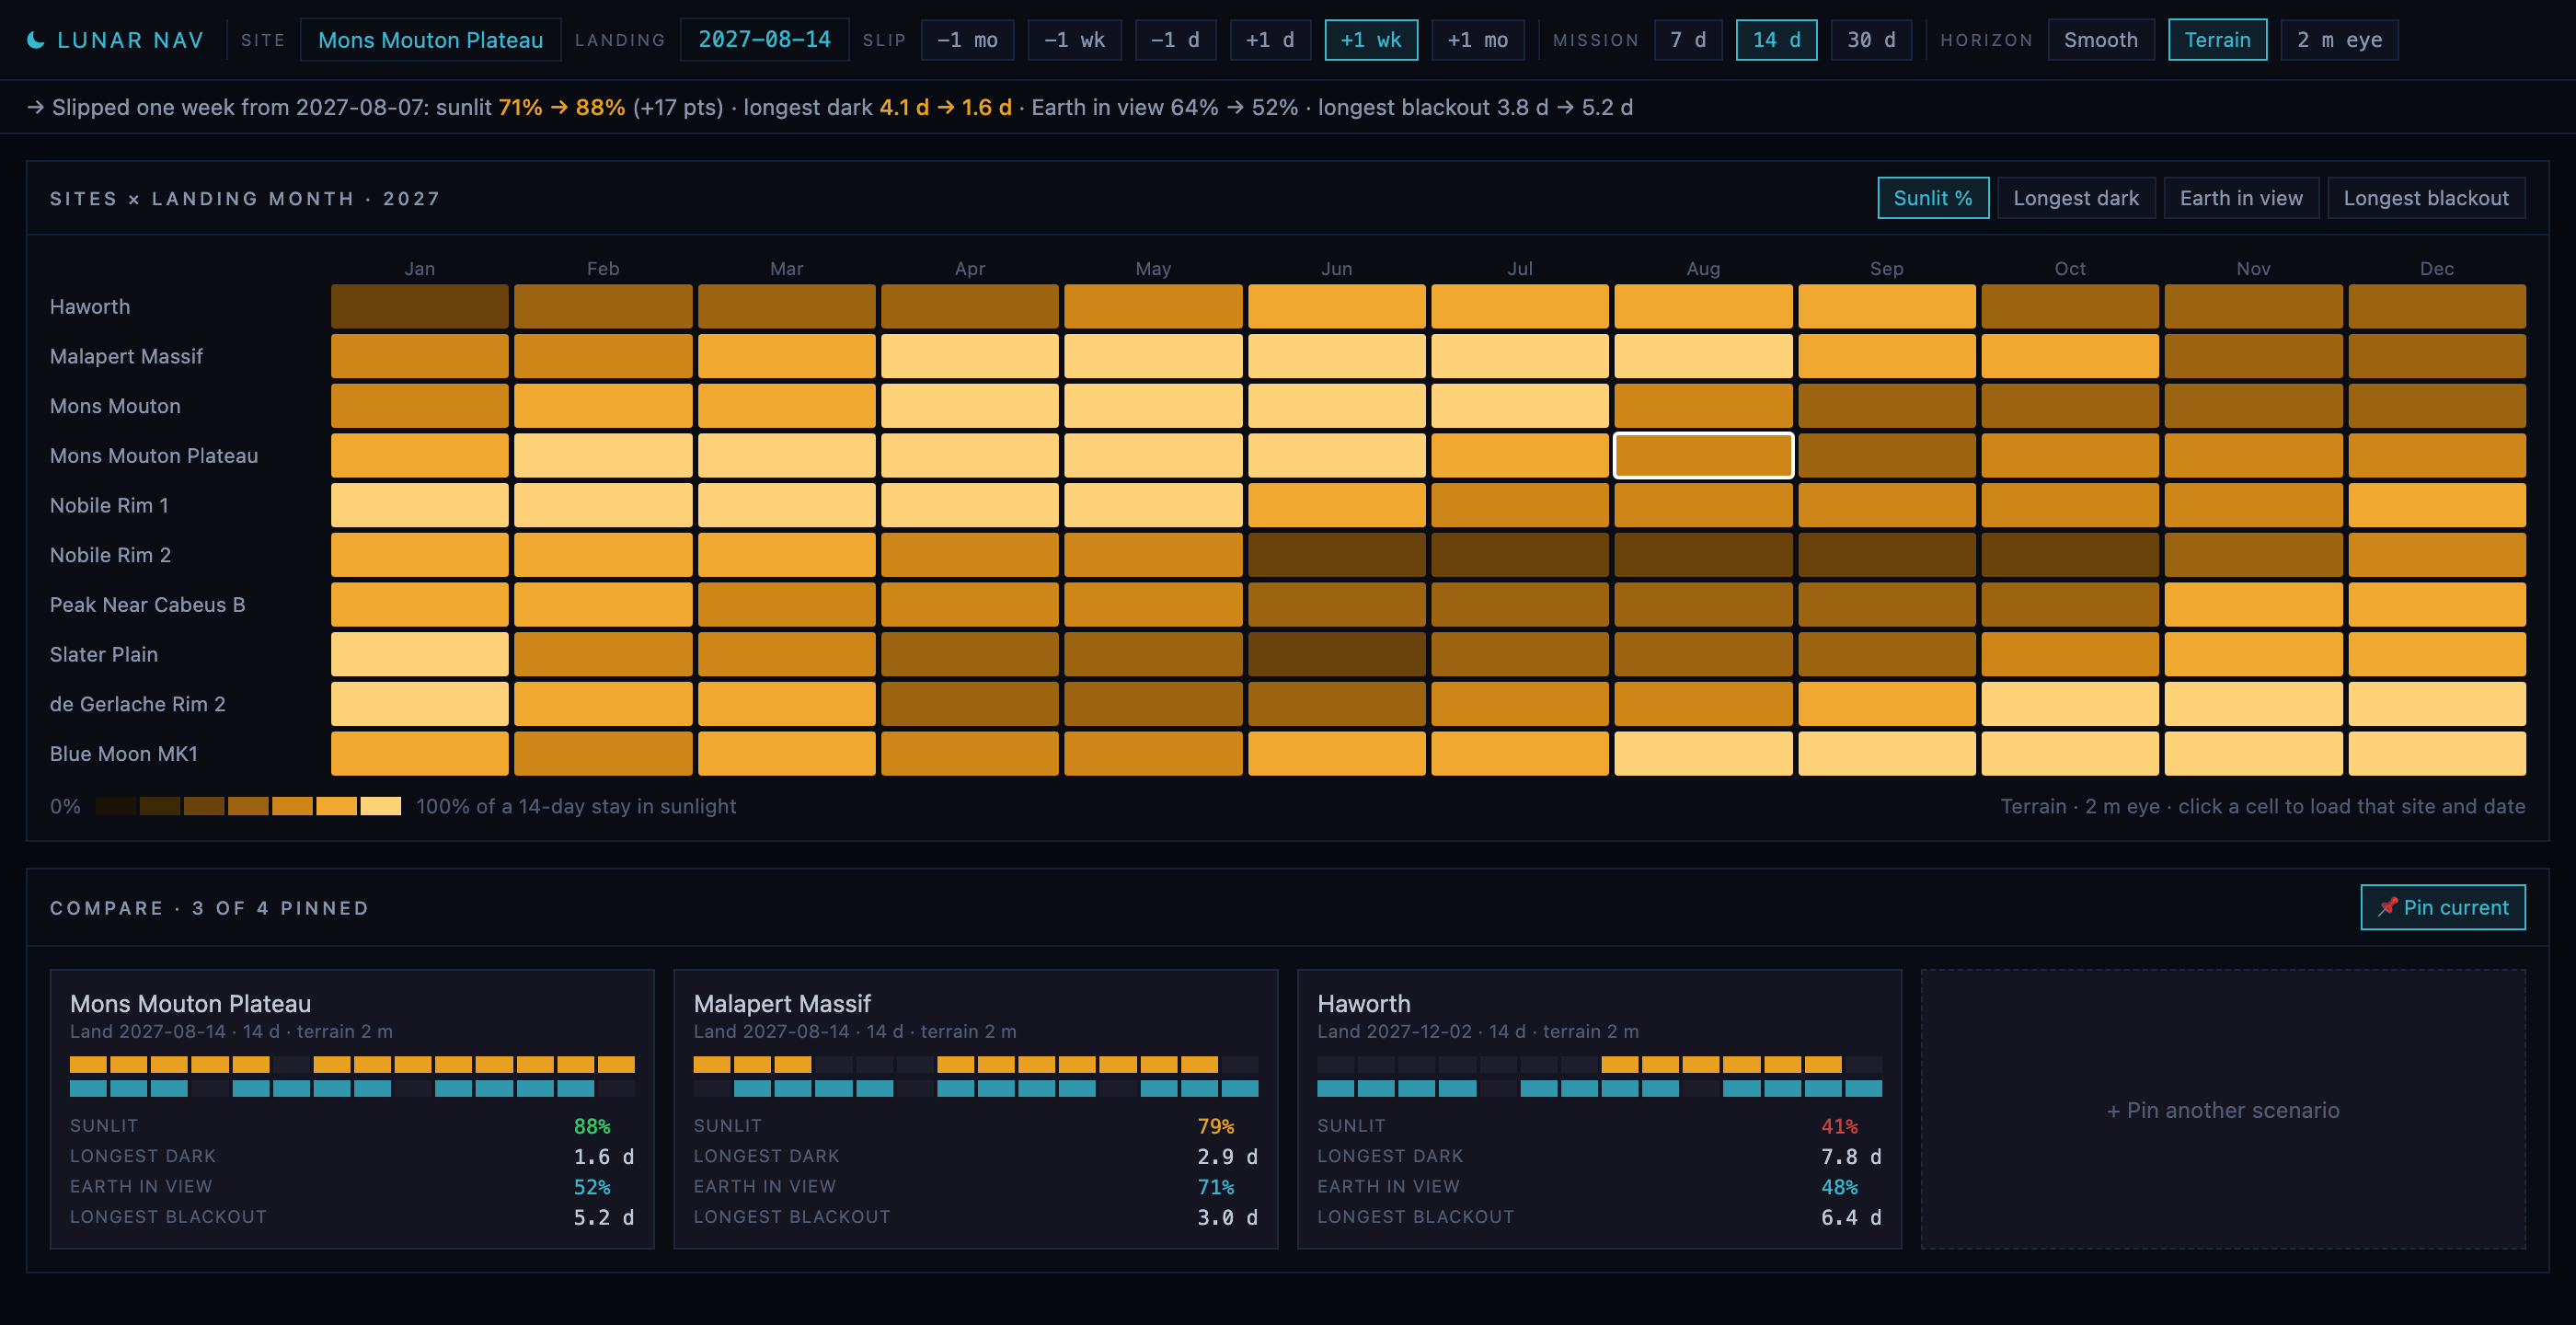 LUNAR NAV SITE Mons Mouton Plateau LANDING 2027-08-14 SLIP −1 mo −1 wk −1 d +1 d +1 wk +1 mo MISSION 7 d 14 d 30 d HORIZON Smooth Terrain 2 m eye
→ Slipped one week from 2027-08-07: sunlit 71% → 88% (+17 pts) · longest dark 4.1 d → 1.6 d · Earth in view 64% → 52% · longest blackout 3.8 d → 5.2 d
SITES × LANDING MONTH · 2027 Sunlit % Longest dark Earth in view Longest blackout
Jan Feb Mar Apr May Jun Jul Aug Sep Oct Nov Dec
Haworth
Malapert Massif
Mons Mouton
Mons Mouton Plateau
Nobile Rim 1
Nobile Rim 2
Peak Near Cabeus B
Slater Plain
de Gerlache Rim 2
Blue Moon MK1
0% 100% of a 14-day stay in sunlight Terrain · 2 m eye · click a cell to load that site and date
COMPARE · 3 OF 4 PINNED 📌 Pin current
Mons Mouton Plateau
Land 2027-08-14 · 14 d · terrain 2 m
SUNLIT 88%
LONGEST DARK 1.6 d
EARTH IN VIEW 52%
LONGEST BLACKOUT 5.2 d
Malapert Massif
Land 2027-08-14 · 14 d · terrain 2 m
SUNLIT 79%
LONGEST DARK 2.9 d
EARTH IN VIEW 71%
LONGEST BLACKOUT 3.0 d
Haworth
Land 2027-12-02 · 14 d · terrain 2 m
SUNLIT 41%
LONGEST DARK 7.8 d
EARTH IN VIEW 48%
LONGEST BLACKOUT 6.4 d
+ Pin another scenario